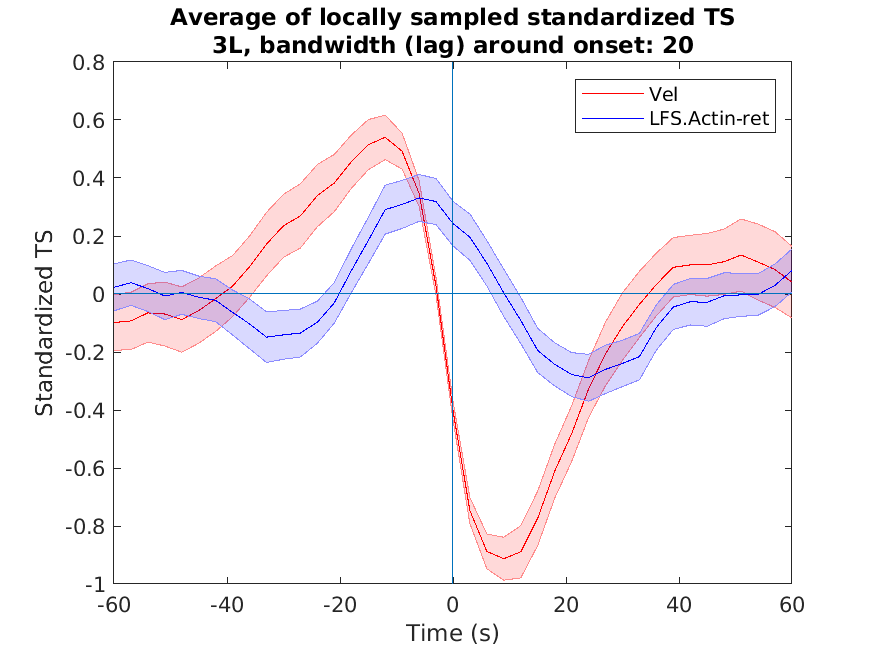 Average of locally sampled standardized TS
3L, bandwidth (lag) around onset: 20
Vel
LFS.Actin-ret
Standardized TS
0.8
0.6
0.4
0.2
0
-0.2
-0.4
-0.6
-0.8
-1
-60
-40
-20
0
20
40
60
Time (s)